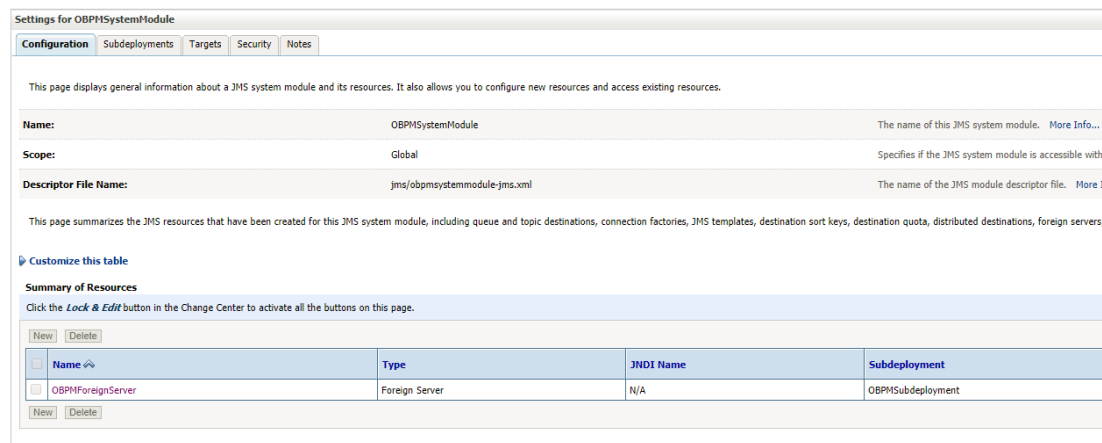 Settings for OBPMSystemModule
Configuration Subdeployments Targets Security Notes
This page displays general information about a JMS system module and its resources. It also allows you to configure new resources and access existing resources.
Name: OBPMSystemModule The name of this JMS system module. More Info...
Scope: Global Specifies if the JMS system module is accessible with
Descriptor File Name: jms/obpmsystemmodule-jms.xml The name of the JMS module descriptor file. More
This page summarizes the JMS resources that have been created for this JMS system module, including queue and topic destinations, connection factories, JMS templates, destination sort keys, destination quota, distributed destinations, foreign servers,
Customize this table
Summary of Resources
Click the Lock & Edit button in the Change Center to activate all the buttons on this page.
New Delete
Name Type JNDI Name Subdeployment
OBPMForeignServer Foreign Server N/A OBPMSubdeployment
New Delete